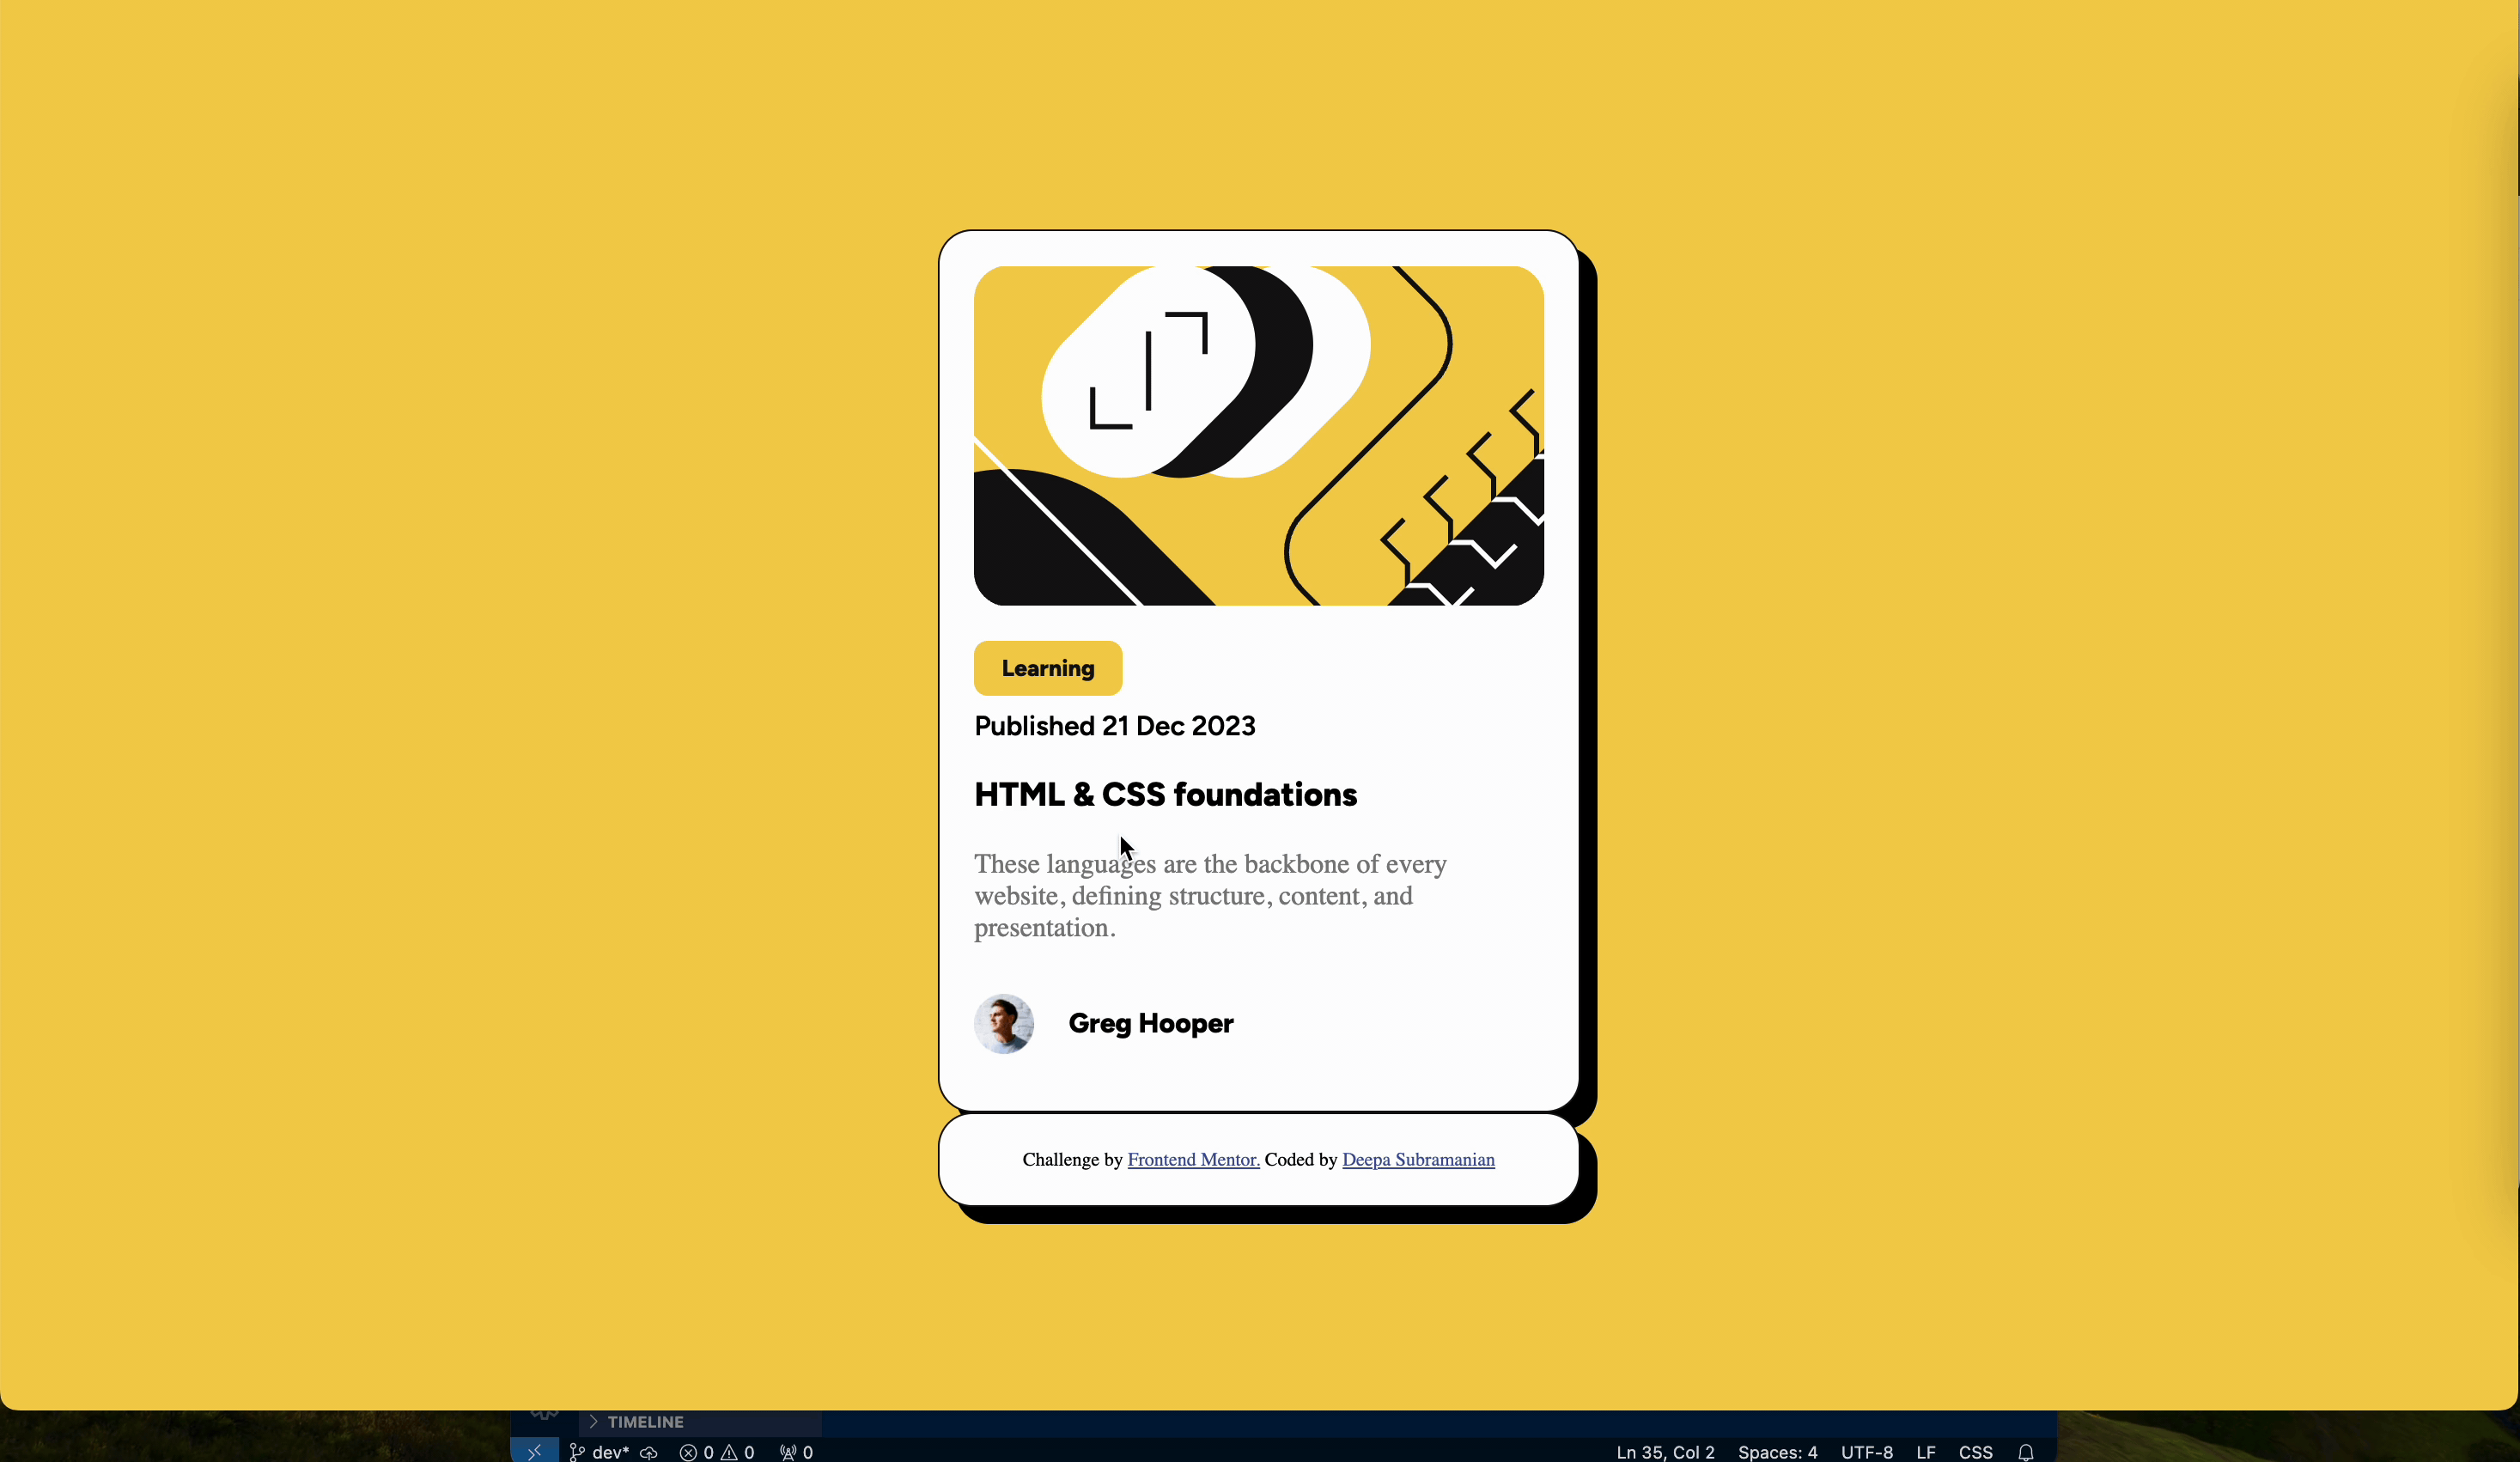 Learning
Published 21 Dec 2023
HTML & CSS foundations
These languages are the backbone of every
website, defining structure, content, and
presentation.
Greg Hooper
Challenge by Frontend Mentor. Coded by Deepa Subramanian
TIMELINE
dev* 0 0 0 Ln 35, Col 2 Spaces: 4 UTF-8 LF CSS